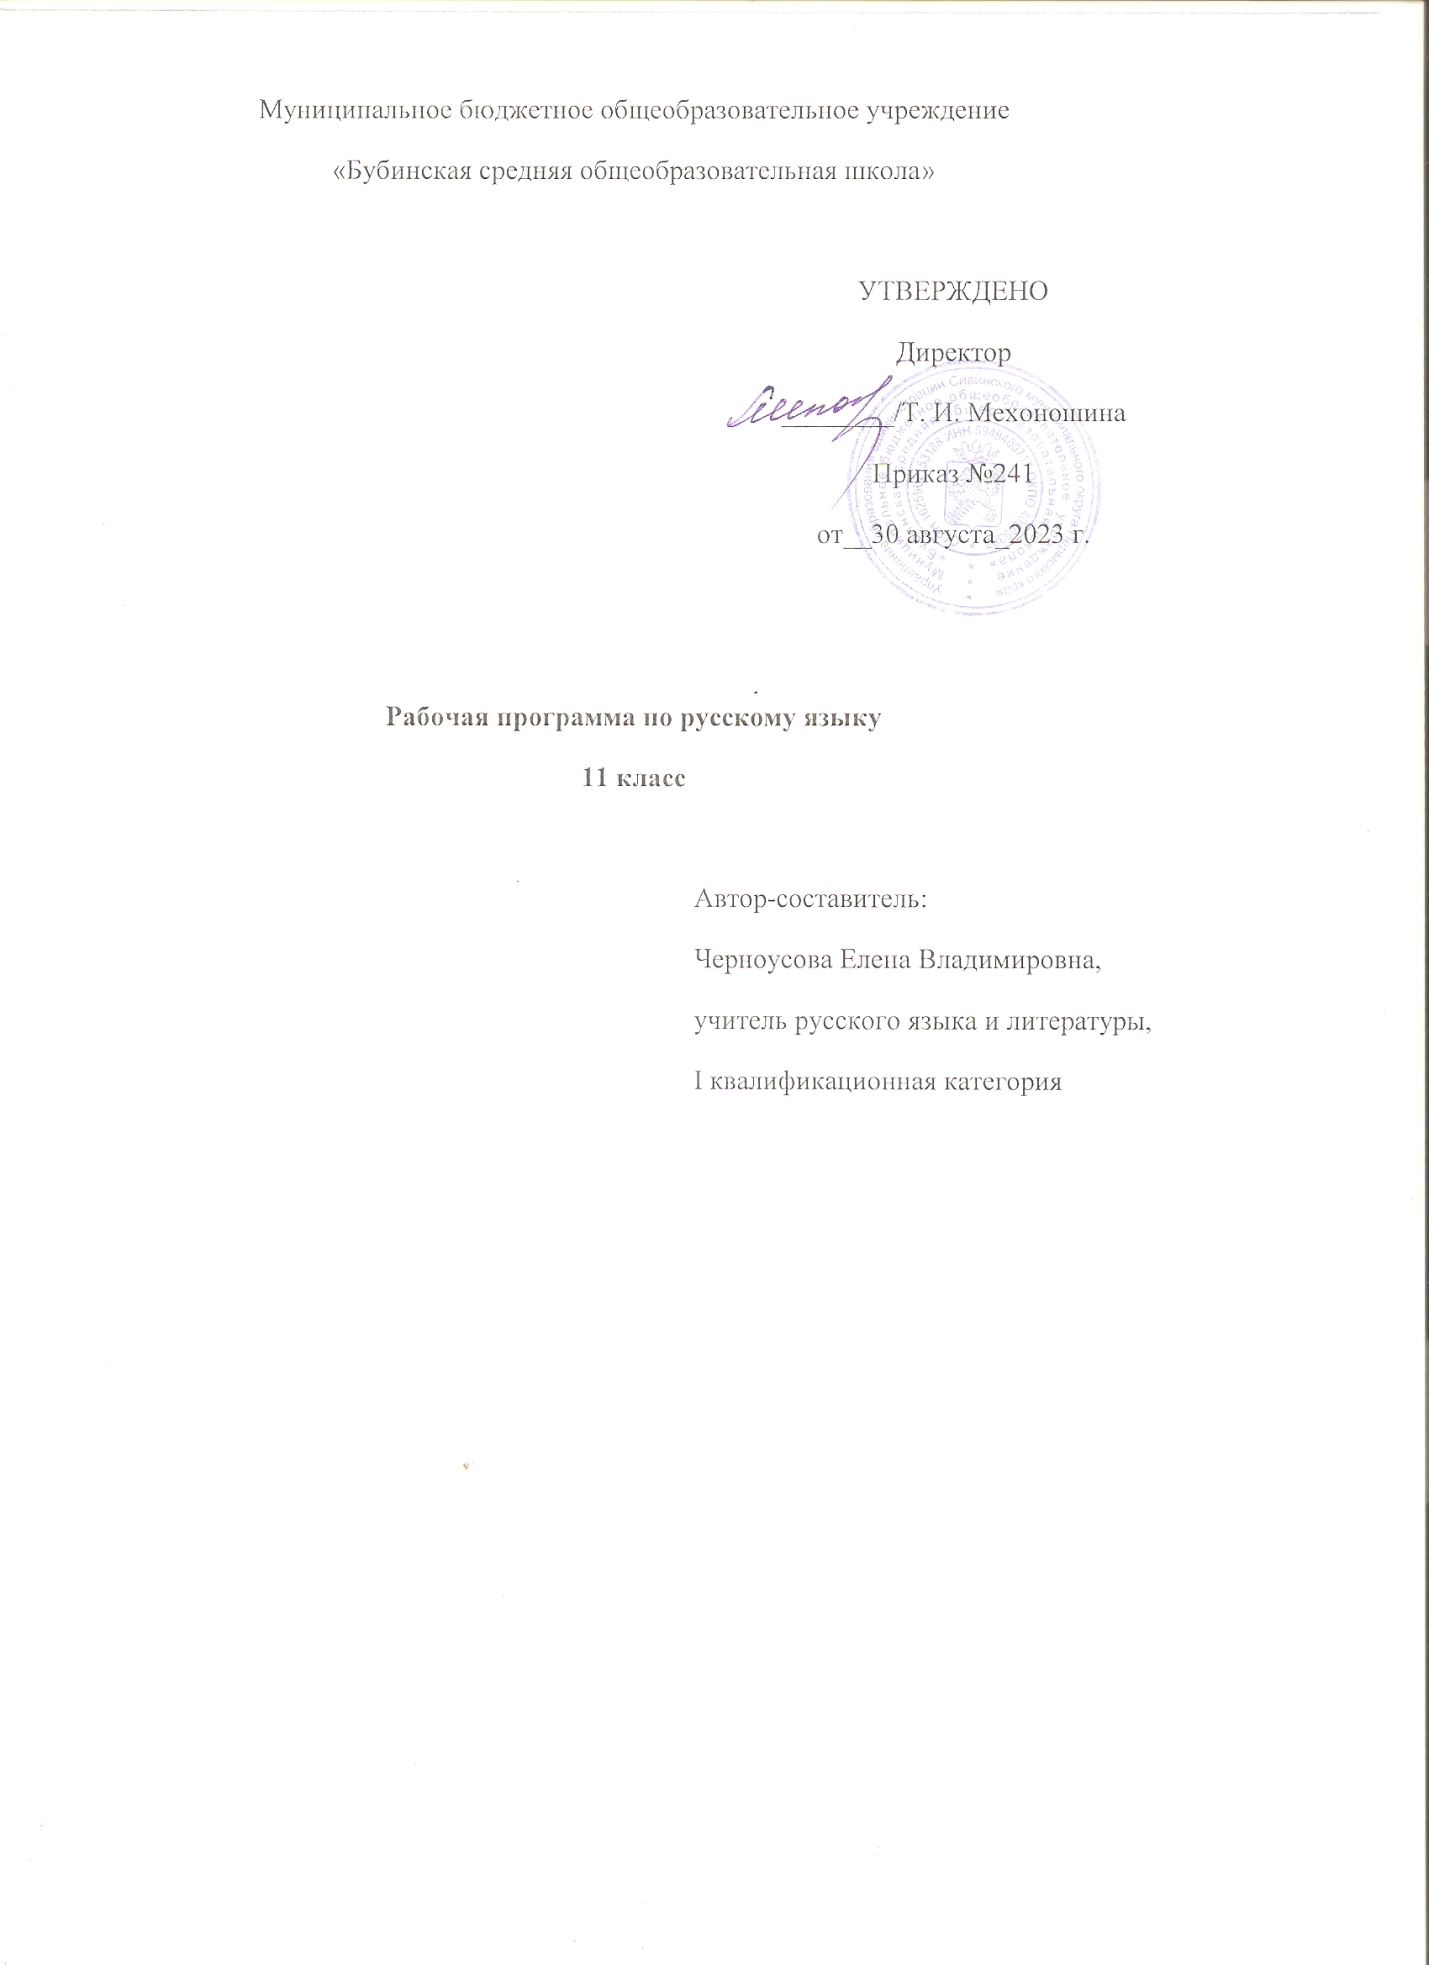 Муниципальное бюджетное общеобразовательное учреждение
«Бубинская средняя общеобразовательная школа»
УТВЕРЖДЕНО
Директор
________/Т. И. Мехоношина
Приказ №241
от__30 августа_2023 г.
Рабочая программа по русскому языку
11 класс
Автор-составитель:
Черноусова Елена Владимировна,
учитель русского языка и литературы,
I квалификационная категория